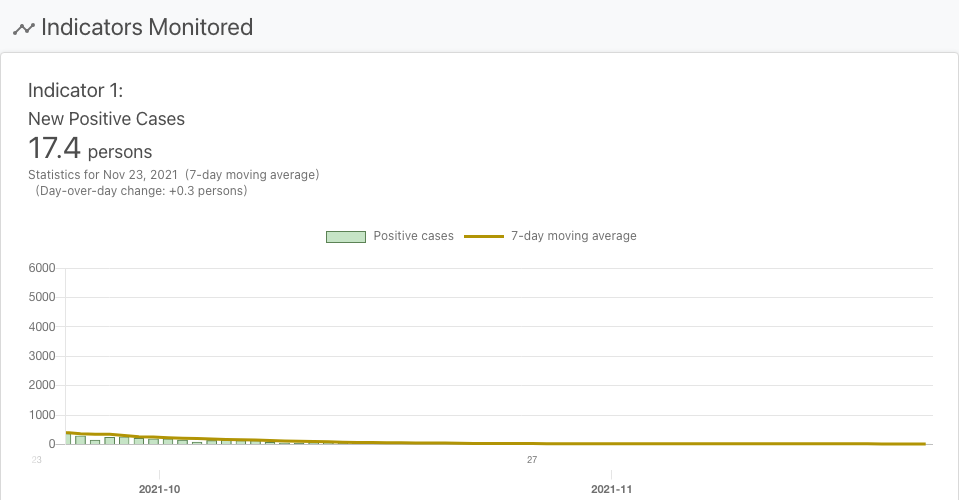 Indicators Monitored
Indicator 1:
New Positive Cases
17.4 persons
Statistics for Nov 23, 2021 (7-day moving average)
(Day-over-day change: +0.3 persons)
Positive cases 7-day moving average
6000
5000
4000
3000
2000
1000
0
23 27
2021-10 2021-11